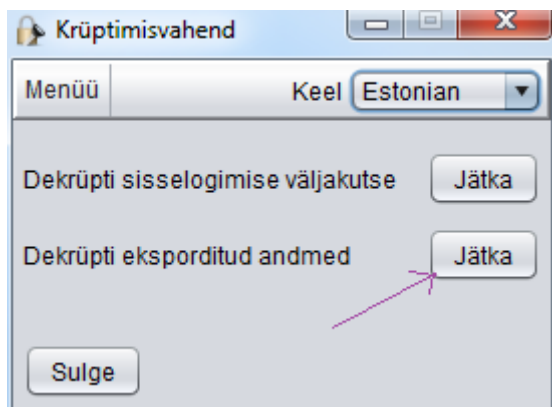 Krüptimisvahend
Menüü Keel Estonian
Dekrüpti sisselogimise väljakutse Jätka
Dekrüpti eksporditud andmed Jätka
Sulge